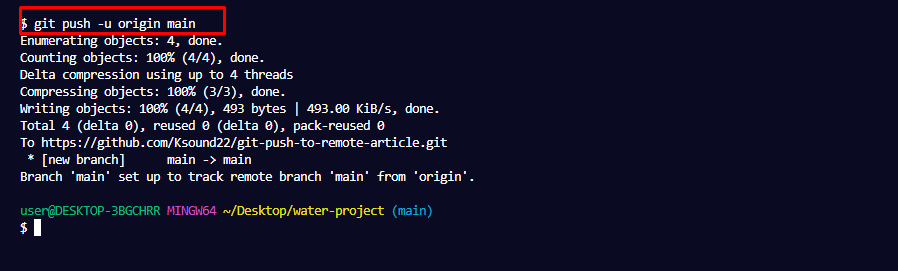 $ git push -u origin main
Enumerating objects: 4, done.
Counting objects: 100% (4/4), done.
Delta compression using up to 4 threads
Compressing objects: 100% (3/3), done.
Writing objects: 100% (4/4), 493 bytes | 493.00 KiB/s, done.
Total 4 (delta 0), reused 0 (delta 0), pack-reused 0
To https://github.com/Ksound22/git-push-to-remote-article.git
 * [new branch]      main -> main
Branch 'main' set up to track remote branch 'main' from 'origin'.
user@DESKTOP-3BGCHRR MINGW64 ~/Desktop/water-project (main)
$